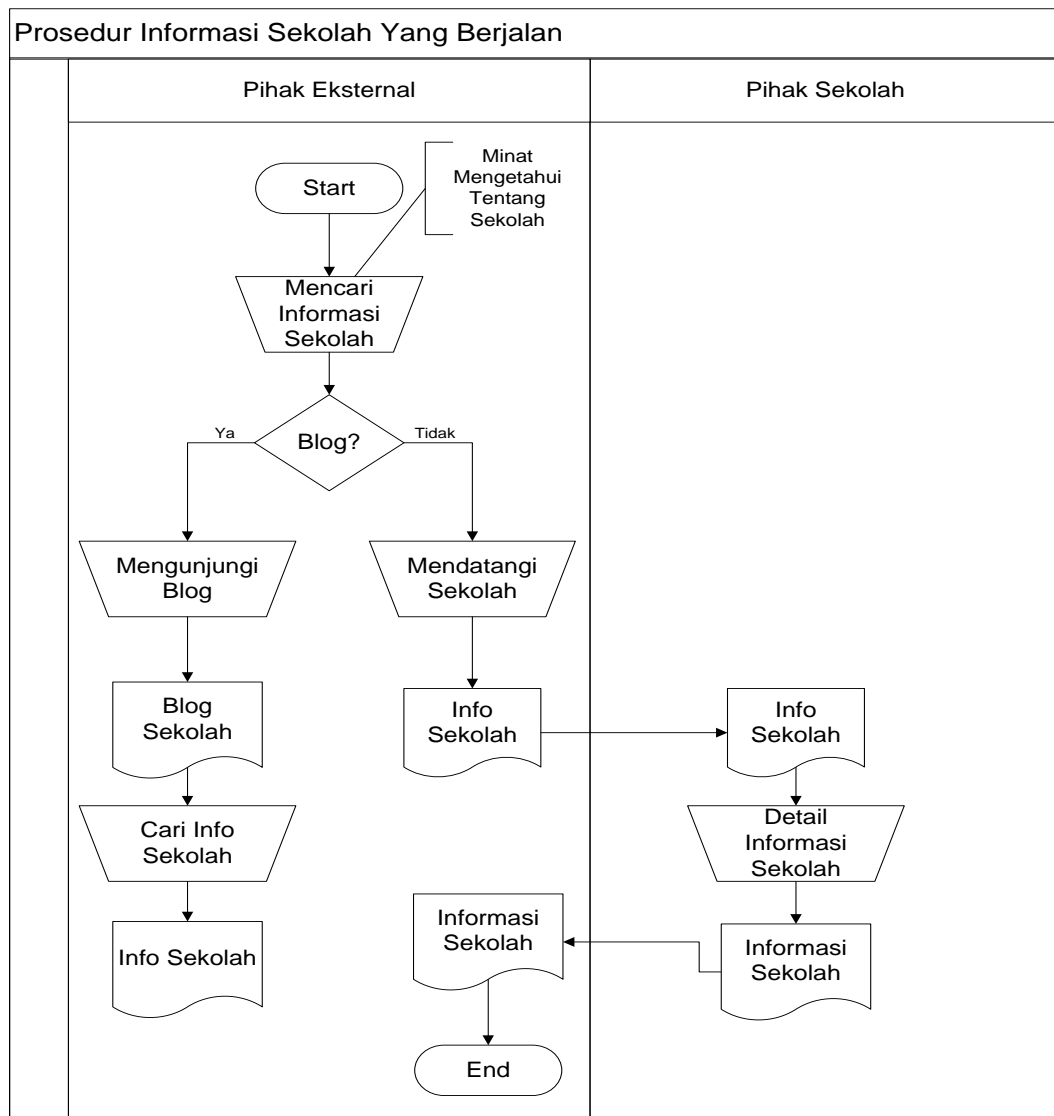 Prosedur Informasi Sekolah Yang Berjalan
Pihak Eksternal
Pihak Sekolah
Start
Minat
Mengetahui
Tentang
Sekolah
Mencari
Informasi
Sekolah
Blog?
Ya
Tidak
Mengunjungi
Blog
Mendatangi
Sekolah
Blog
Sekolah
Info
Sekolah
Info
Sekolah
Cari Info
Sekolah
Detail
Informasi
Sekolah
Info Sekolah
Informasi
Sekolah
Informasi
Sekolah
End